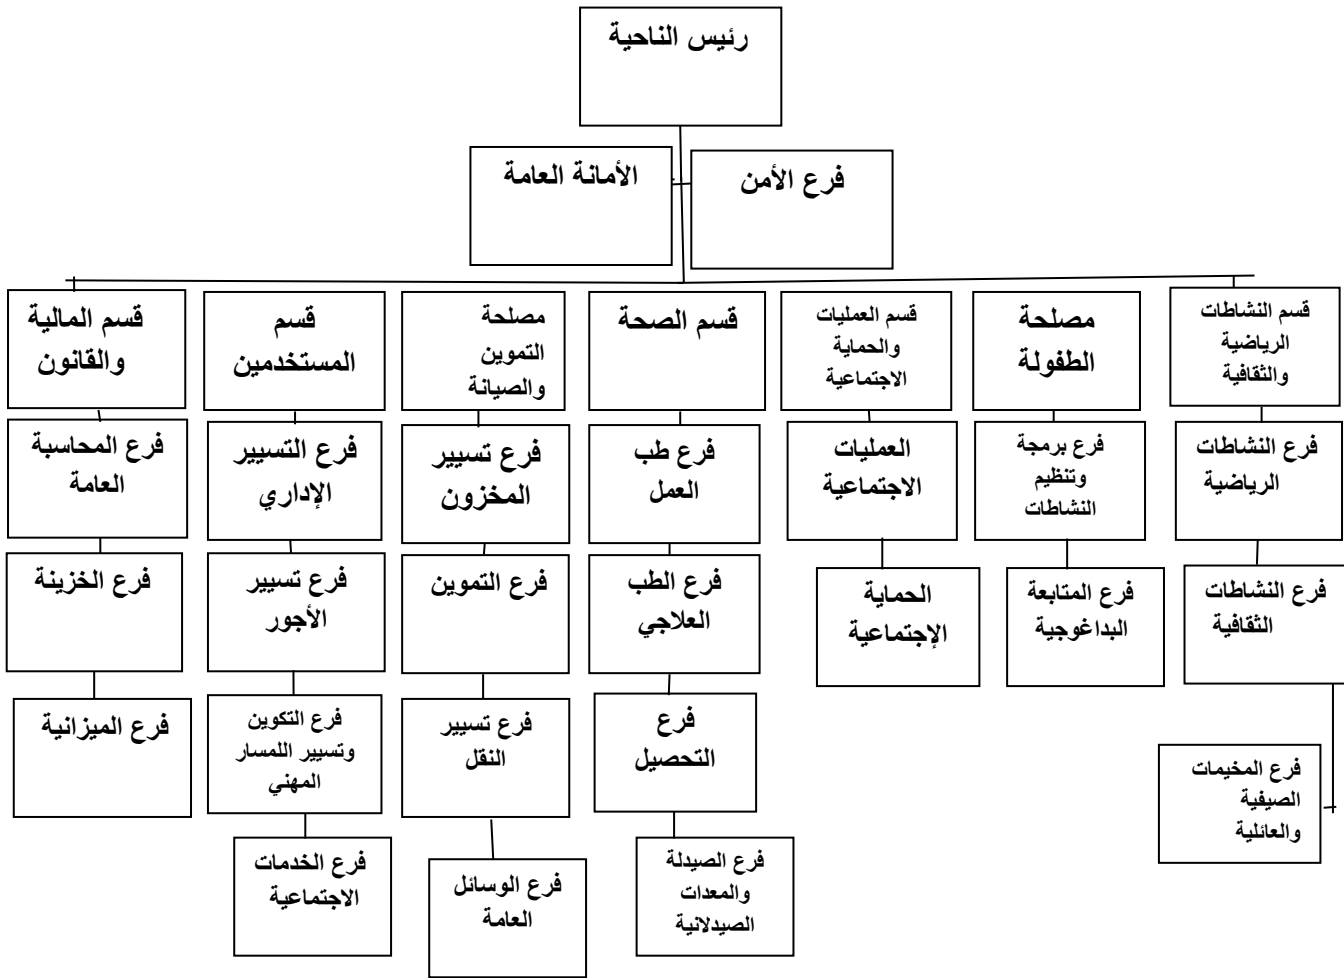 رئيس الناحية
فرع الأمن
الأمانة العامة
قسم النشاطات
الرياضية
والثقافية
مصلحة
الطفولة
قسم العمليات
والحماية
الاجتماعية
قسم الصحة
مصلحة
التموين
والصيانة
قسم
المستخدمين
قسم المالية
والقانون
فرع النشاطات
الرياضية
فرع برمجة
وتنظيم
النشاطات
العمليات
الاجتماعية
فرع طب
العمل
فرع تسيير
المخزون
فرع التسيير
الإداري
فرع المحاسبة
العامة
فرع النشاطات
الثقافية
فرع المتابعة
البداغوجية
الحماية
الإجتماعية
فرع الطب
العلاجي
فرع التموين
فرع تسيير
الأجور
فرع الخزينة
فرع المخيمات
الصيفية
والعائلية
فرع
التحصيل
فرع تسيير
النقل
فرع التكوين
وتسيير اللمسار
المهني
فرع الميزانية
فرع الصيدلة
والمعدات
الصيدلانية
فرع الوسائل
العامة
فرع الخدمات
الاجتماعية